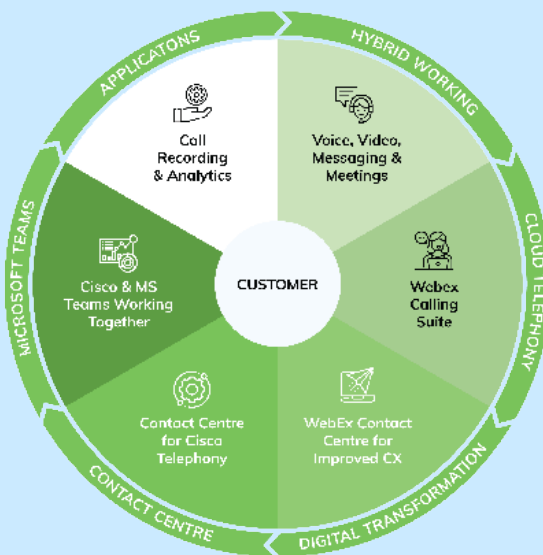 APPLICATONS
HYBRID WORKING
CLOUD TELEPHONY
DIGITAL TRANSFORMATION
CONTACT CENTRE
MICROSOFT TEAMS
Call
Recording
& Analytics
Voice, Video,
Messaging &
Meetings
Webex
Calling
Suite
WebEx Contact
Centre for
Improved CX
Contact Centre
for Cisca
Telephony
Cisco & MS
Teams Working
Together
CUSTOMER